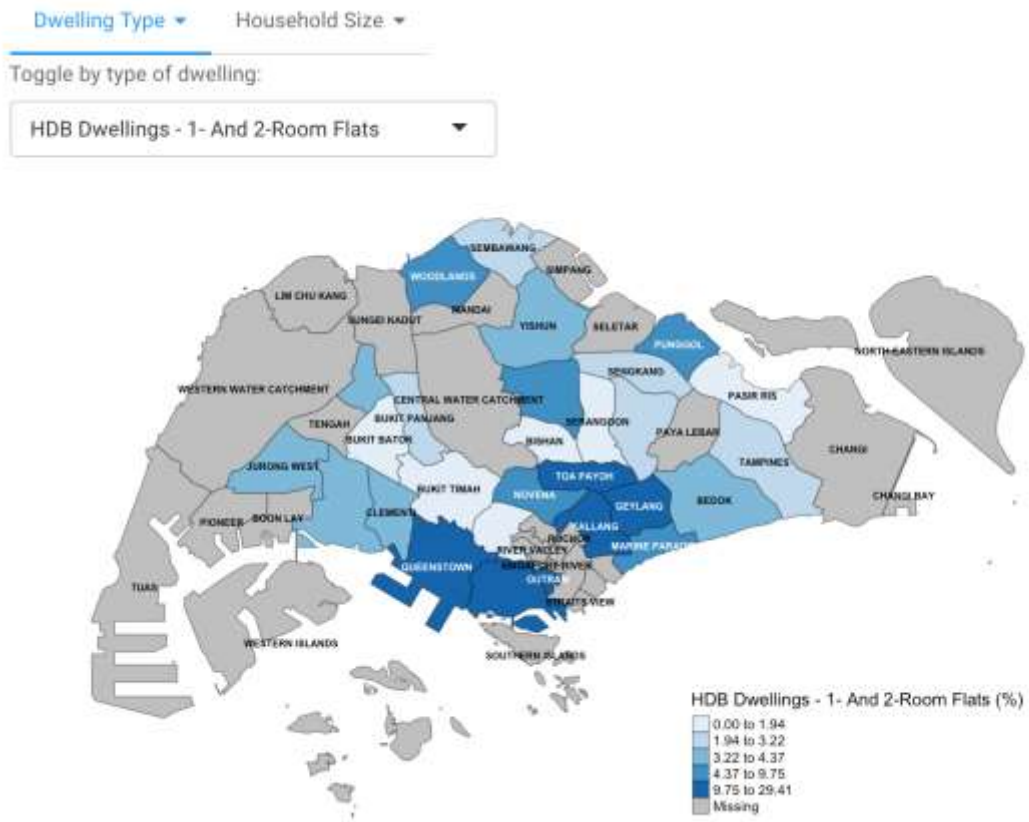 Dwelling Type Household Size
Toggle by type of dwelling:
HDB Dwellings - 1- And 2-Room Flats
SEMBAWANG
SIMPANG
WOODLANDS
LIM CHU KANG
MANDAI
SUNGEI KADUT
YISHUN
SELETAR
PUNGGOL
NORTH-EASTERN ISLANDS
SENGKANG
WESTERN WATER CATCHMENT
CENTRAL WATER CATCHMENT
PASIR RIS
BUKIT PANJANG
SERANGOON
TENGAH
PAYA LEBAR
BUKIT BATOK
BISHAN
CHANGI
TAMPINES
JURONG WEST
TOA PAYOH
BUKIT TIMAH
NOVENA
CHANGI BAY
BEDOK
GEYLANG
CLEMENTI
PIONEER
BOON LAY
KALLANG
ROCHOR
MARINE PARADE
RIVER VALLEY
QUEENSTOWN
OUTRAM
TUAS
STRAITS VIEW
WESTERN ISLANDS
SOUTHERN ISLANDS
HDB Dwellings - 1- And 2-Room Flats (%)
0.00 to 1.94
1.94 to 3.22
3.22 to 4.37
4.37 to 9.75
9.75 to 29.41
Missing